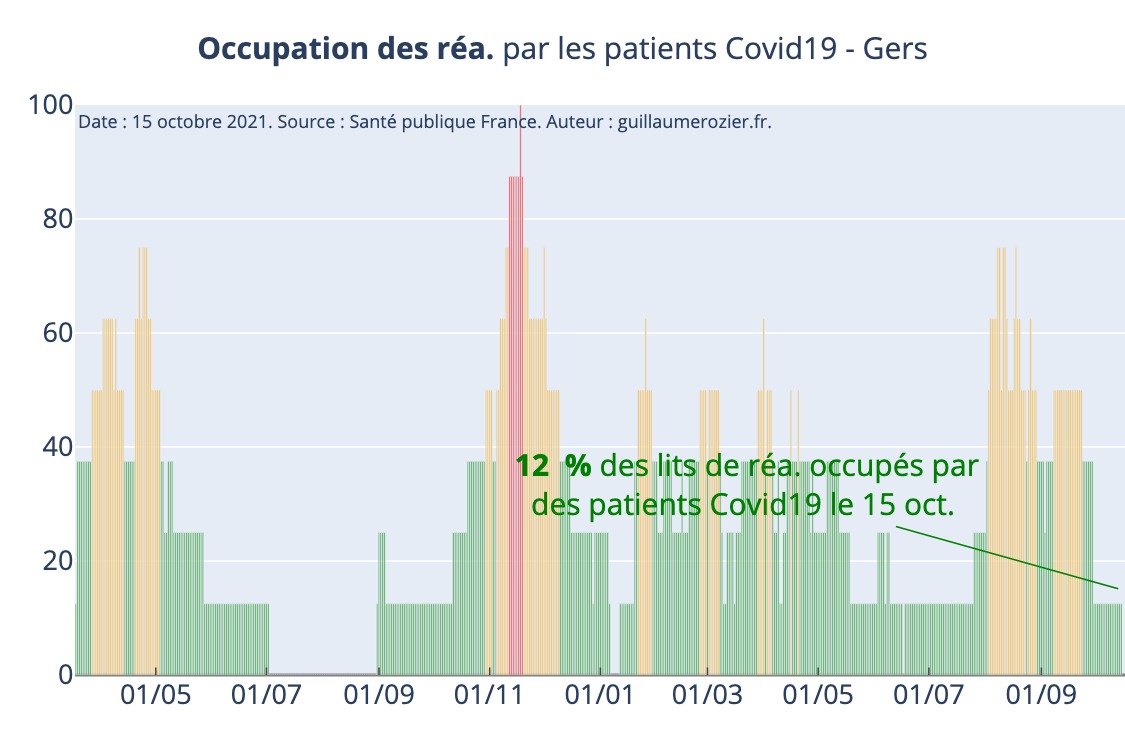 Occupation des réa. par les patients Covid19 - Gers
100
Date : 15 octobre 2021. Source : Santé publique France. Auteur : guillaumerozier.fr.
80
60
40
12 % des lits de réa. occupés par
des patients Covid19 le 15 oct.
20
0
01/05 01/07 01/09 01/11 01/01 01/03 01/05 01/07 01/09